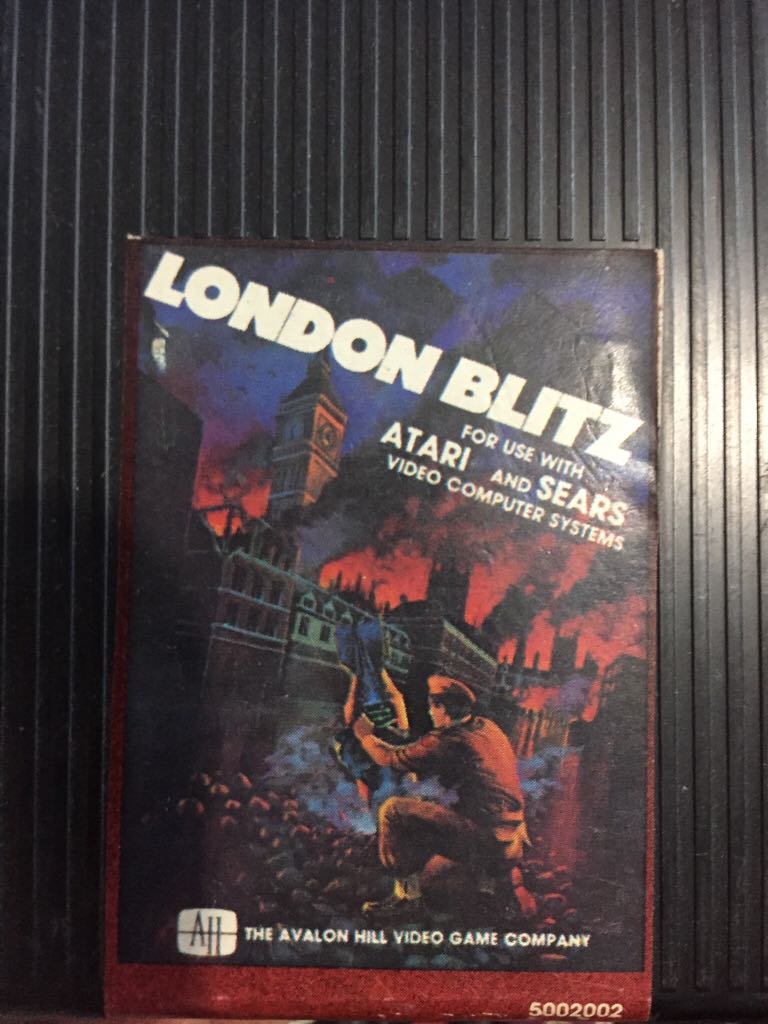 LONDON BLITZ
FOR USE WITH
ATARI AND SEARS
VIDEO COMPUTER SYSTEMS
AH THE AVALON HILL VIDEO GAME COMPANY
5002002